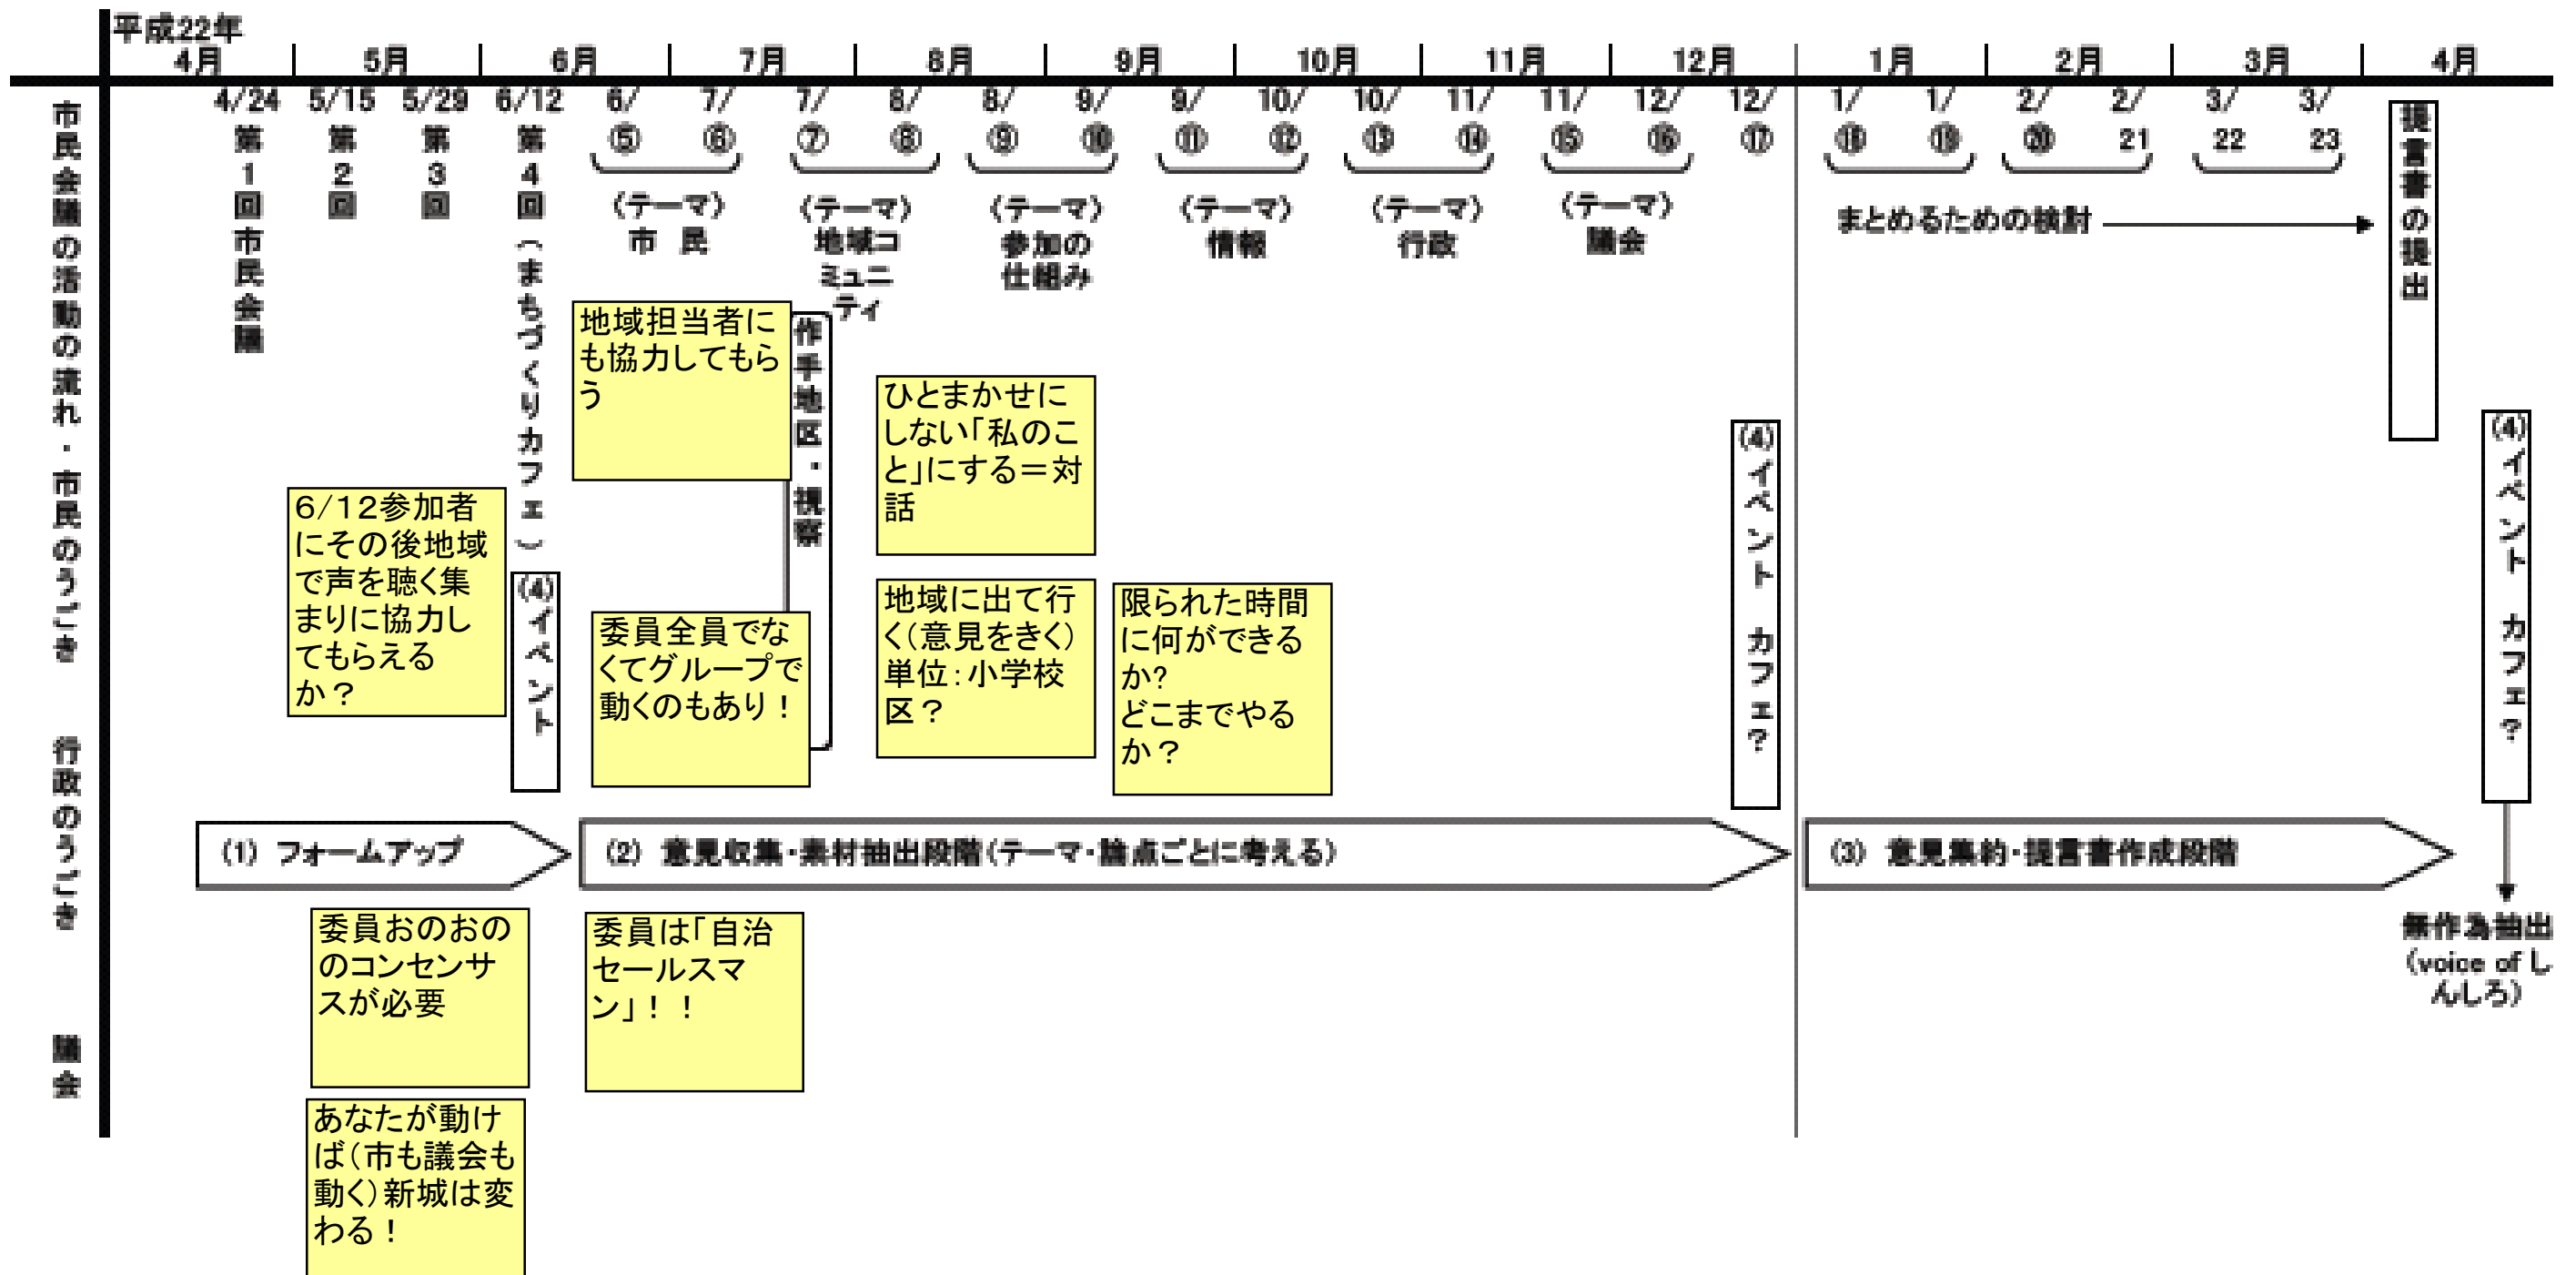 平成22年
4月 5月 6月 7月 8月 9月 10月 11月 12月 1月 2月 3月 4月
4/24 5/15 5/29 6/12 6/ 7/ 7/ 8/ 8/ 9/ 9/ 10/ 10/ 11/ 11/ 12/ 12/ 1/ 1/ 2/ 2/ 3/ 3/
⑤ ⑥ ⑦ ⑧ ⑨ ⑩ ⑪ ⑫ ⑬ ⑭ ⑮ ⑯ ⑰ ⑱ ⑲ ⑳ 21 22 23
市民会議の活動の流れ・市民のうごき
行政のうごき
議会
第1回市民会議
第2回
第3回
第4回(まちづくりカフェ)
〈テーマ〉
市 民
〈テーマ〉
地域コ
ミュニ
ティ
〈テーマ〉
参加の
仕組み
〈テーマ〉
情報
〈テーマ〉
行政
〈テーマ〉
議会
まとめるための検討
提言書の提出
地域担当者に
も協力してもら
う
作手地区・視察
ひとまかせに
しない「私のこ
と」にする＝対
話
6/12参加者
にその後地域
で声を聴く集
まりに協力し
てもらえる
か？
(4)イベント
委員全員でな
くてグループで
動くのもあり！
地域に出て行
く(意見をきく)
単位：小学校
区？
限られた時間
に何ができる
か?
どこまでやる
か？
(4)イベント カフェ？
(4)イベント カフェ？
(1) フォームアップ
(2) 意見収集・素材抽出段階(テーマ・論点ごとに考える)
(3) 意見集約・提言書作成段階
委員おのおの
のコンセンサ
スが必要
委員は「自治
セールスマ
ン」！！
無作為抽出
(voice of し
んしろ)
あなたが動け
ば(市も議会も
動く)新城は変
わる！